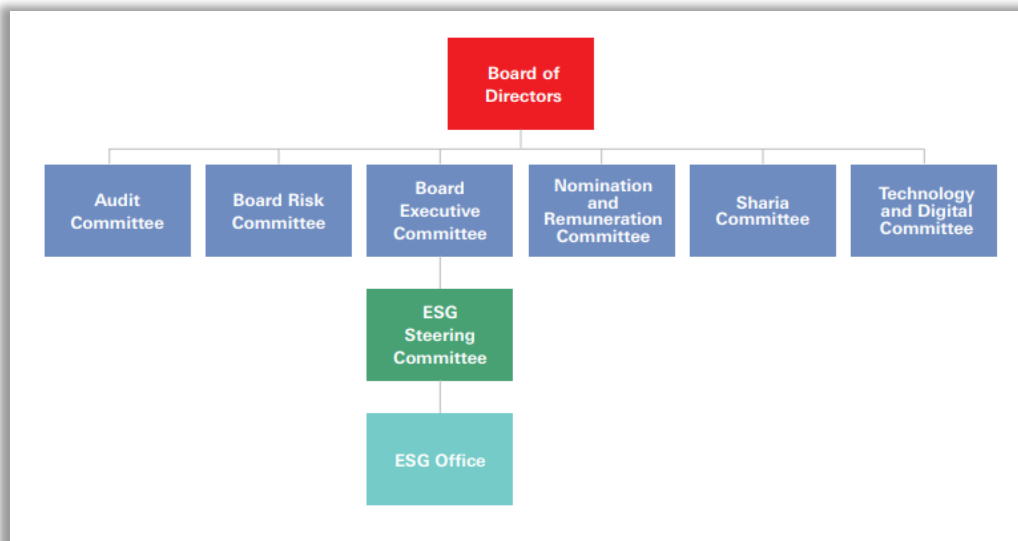 Board of
Directors
Audit
Committee
Board Risk
Committee
Board
Executive
Committee
Nomination
and
Remuneration
Committee
Sharia
Committee
Technology
and Digital
Committee
ESG
Steering
Committee
ESG Office